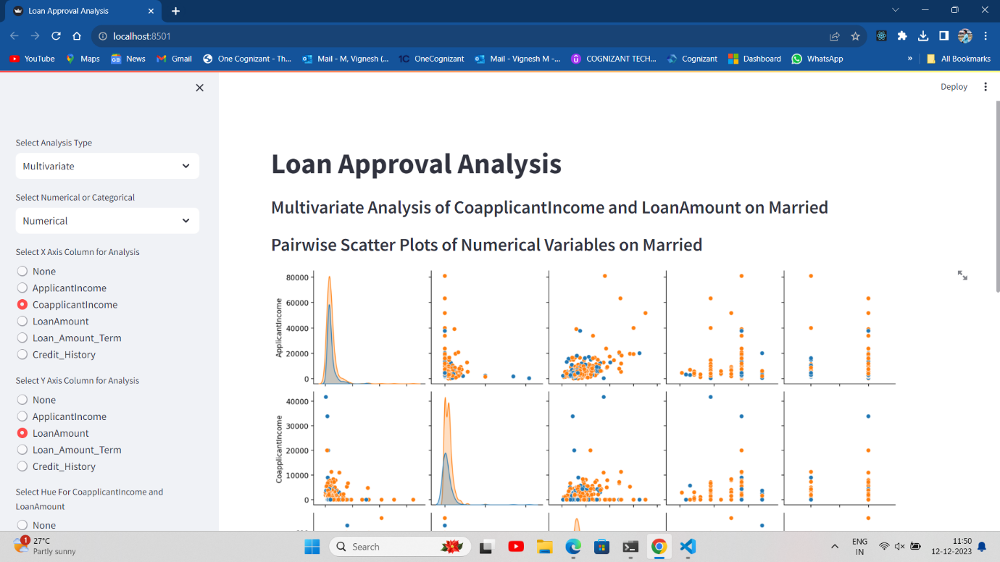 Loan Approval Analysis
localhost:8501
YouTube
Maps
News
Gmail
One Cognizant - Th...
Mail - M, Vignesh (...
OneCognizant
Mail - Vignesh M -...
COGNIZANT TECH...
Cognizant
Dashboard
WhatsApp
»
All Bookmarks
Deploy
Select Analysis Type
Multivariate
Select Numerical or Categorical
Numerical
Select X Axis Column for Analysis
None
ApplicantIncome
CoapplicantIncome
LoanAmount
Loan_Amount_Term
Credit_History
Select Y Axis Column for Analysis
None
ApplicantIncome
LoanAmount
Loan_Amount_Term
Credit_History
Select Hue For CoapplicantIncome and
LoanAmount
None
Loan Approval Analysis
Multivariate Analysis of CoapplicantIncome and LoanAmount on Married
Pairwise Scatter Plots of Numerical Variables on Married
ApplicantIncome
80000
60000
40000
20000
0
CoapplicantIncome
40000
30000
20000
10000
0
1
27°C
Partly sunny
Search
ENG
IN
11:50
12-12-2023